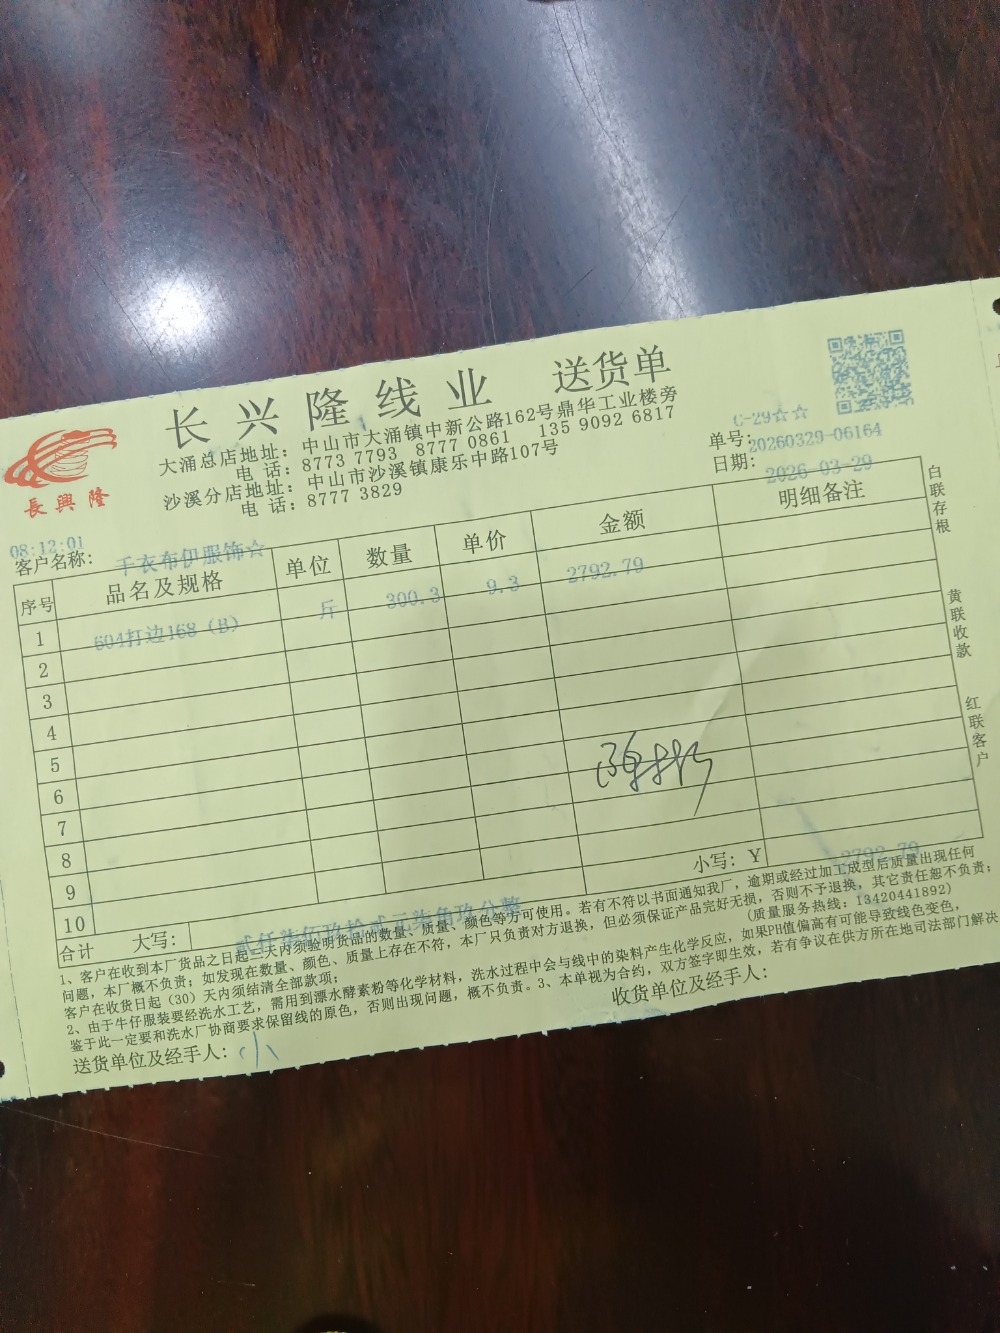 长兴隆线业 送货单
大涌总店地址: 中山市大涌镇中新公路162号鼎华工业楼旁
电 话: 8773 7793 8777 0861 135 9092 6817
沙溪分店地址: 中山市沙溪镇康乐中路107号
电 话: 8777 3829
長興隆
C-29☆☆
单号: 20260329-06164
日期: 2026-03-29
08:12:01
客户名称: 千衣布伊服饰☆
序号 品名及规格 单位 数量 单价 金额 明细备注
1 604打边168（B） 斤 300.3 9.3 2792.79
2
3
4
5
6
7
8
9
10
合计 大写: 贰仟柒佰玖拾贰元柒角玖分整 小写: Y 2792.79
1、客户在收到本厂货品之日起三天内须验明货品的数量、质量、颜色等方可使用。若有不符以书面通知我厂，逾期或经过加工成型后质量出现任何
问题，本厂概不负责；如发现在数量、颜色、质量上存在不符，本厂只负责对方退换，但必须保证产品完好无损，否则不予退换，其它责任恕不负责；
客户在收货日起（30）天内须结清全部款项； (质量服务热线: 13420441892)
2、由于牛仔服装要经洗水工艺，需用到漂水酵素粉等化学材料，洗水过程中会与线中的染料产生化学反应，如果PH值偏高有可能导致线色变色，
鉴于此一定要和洗水厂协商要求保留线的原色，否则出现问题，概不负责。3、本单视为合约，双方签字即生效，若有争议在供方所在地司法部门解决
送货单位及经手人: 收货单位及经手人:
白联存根
黄联收款
红联客户